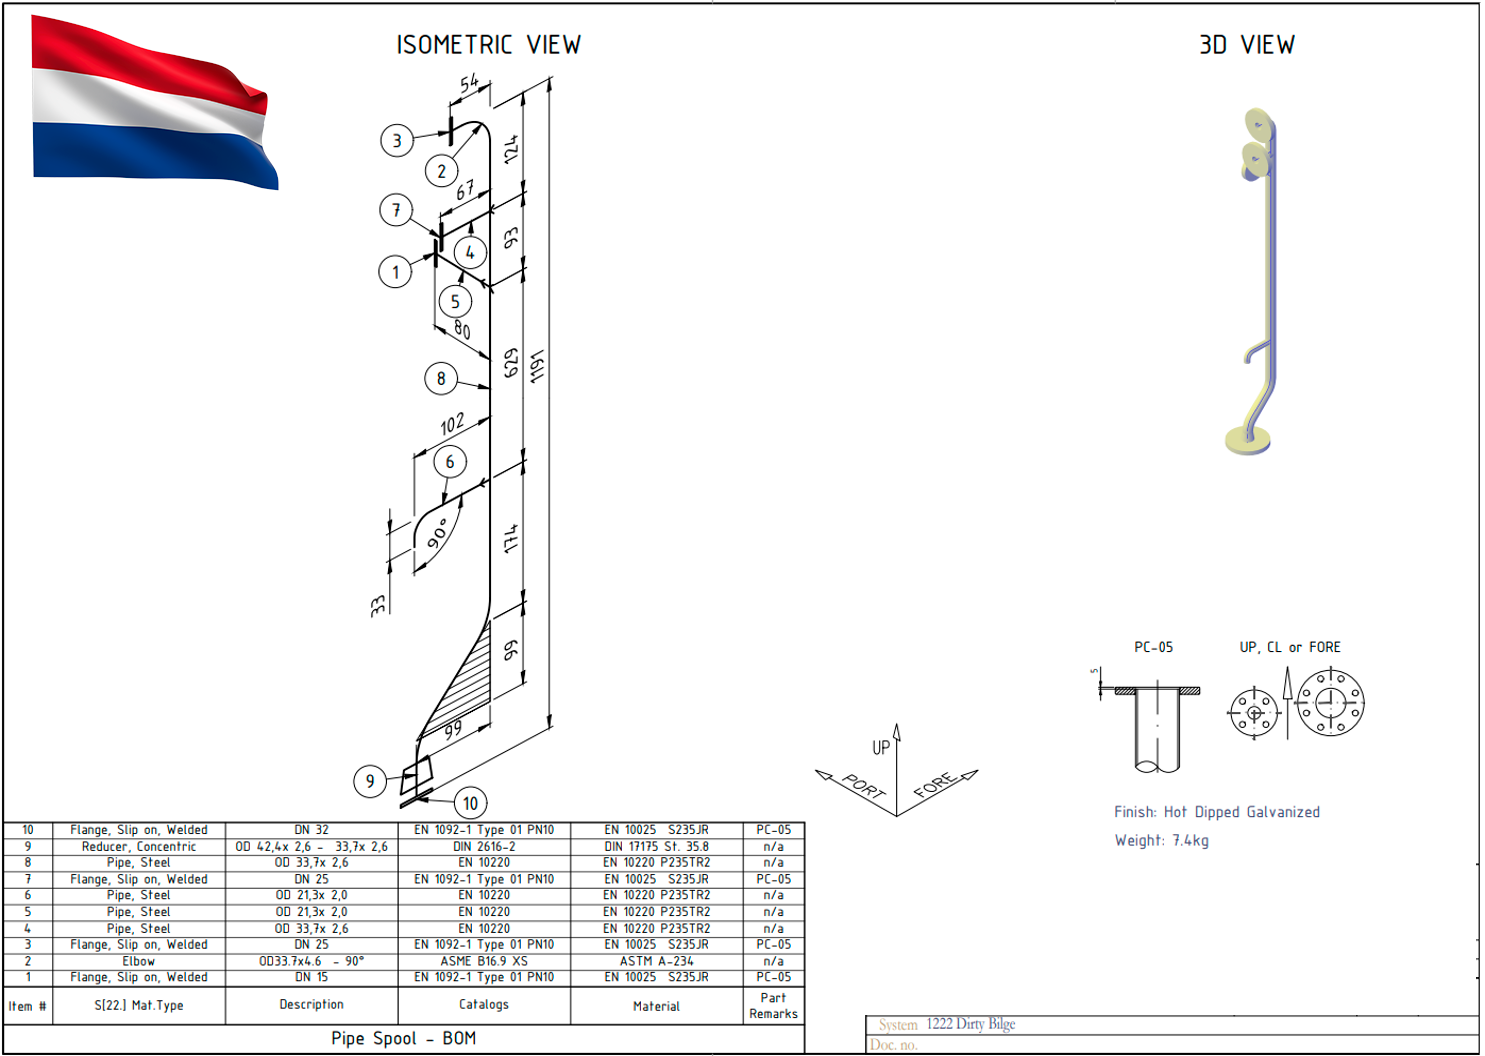 ISOMETRIC VIEW
3D VIEW
54
3
2
124
67
7
4
93
1
5
80
629
1191
8
102
6
90°
174
33
99
99
9
10
UP
PORT
FORE
PC-05
UP, CL or FORE
5
Finish: Hot Dipped Galvanized
Weight: 7.4kg
10 Flange, Slip on, Welded DN 32 EN 1092-1 Type 01 PN10 EN 10025 S235JR PC-05
9 Reducer, Concentric OD 42,4x 2,6 - 33,7x 2,6 DIN 2616-2 DIN 17175 St. 35.8 n/a
8 Pipe, Steel OD 33,7x 2,6 EN 10220 EN 10220 P235TR2 n/a
7 Flange, Slip on, Welded DN 25 EN 1092-1 Type 01 PN10 EN 10025 S235JR PC-05
6 Pipe, Steel OD 21,3x 2,0 EN 10220 EN 10220 P235TR2 n/a
5 Pipe, Steel OD 21,3x 2,0 EN 10220 EN 10220 P235TR2 n/a
4 Pipe, Steel OD 33,7x 2,6 EN 10220 EN 10220 P235TR2 n/a
3 Flange, Slip on, Welded DN 25 EN 1092-1 Type 01 PN10 EN 10025 S235JR PC-05
2 Elbow OD33.7x4.6 - 90° ASME B16.9 XS ASTM A-234 n/a
1 Flange, Slip on, Welded DN 15 EN 1092-1 Type 01 PN10 EN 10025 S235JR PC-05
Item # S[22.] Mat.Type Description Catalogs Material Part Remarks
Pipe Spool - BOM
System 1222 Dirty Bilge
Doc. no.